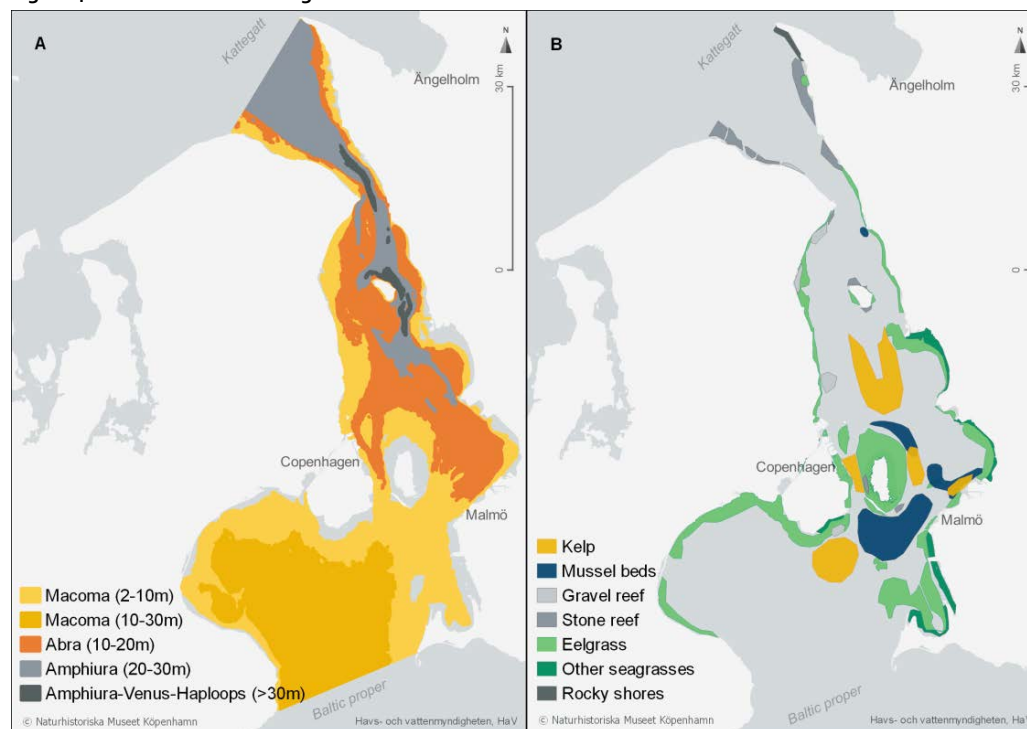 A
Kattegatt
N
Ängelholm
30 km
0
Copenhagen
Malmö
Macoma (2-10m)
Macoma (10-30m)
Abra (10-20m)
Amphiura (20-30m)
Amphiura-Venus-Haploops (>30m)
Baltic proper
© Naturhistoriska Museet Köpenhamn
Havs- och vattenmyndigheten, HaV
B
Kattegatt
N
Ängelholm
30 km
0
Copenhagen
Malmö
Kelp
Mussel beds
Gravel reef
Stone reef
Eelgrass
Other seagrasses
Rocky shores
Baltic proper
© Naturhistoriska Museet Köpenhamn
Havs- och vattenmyndigheten, HaV